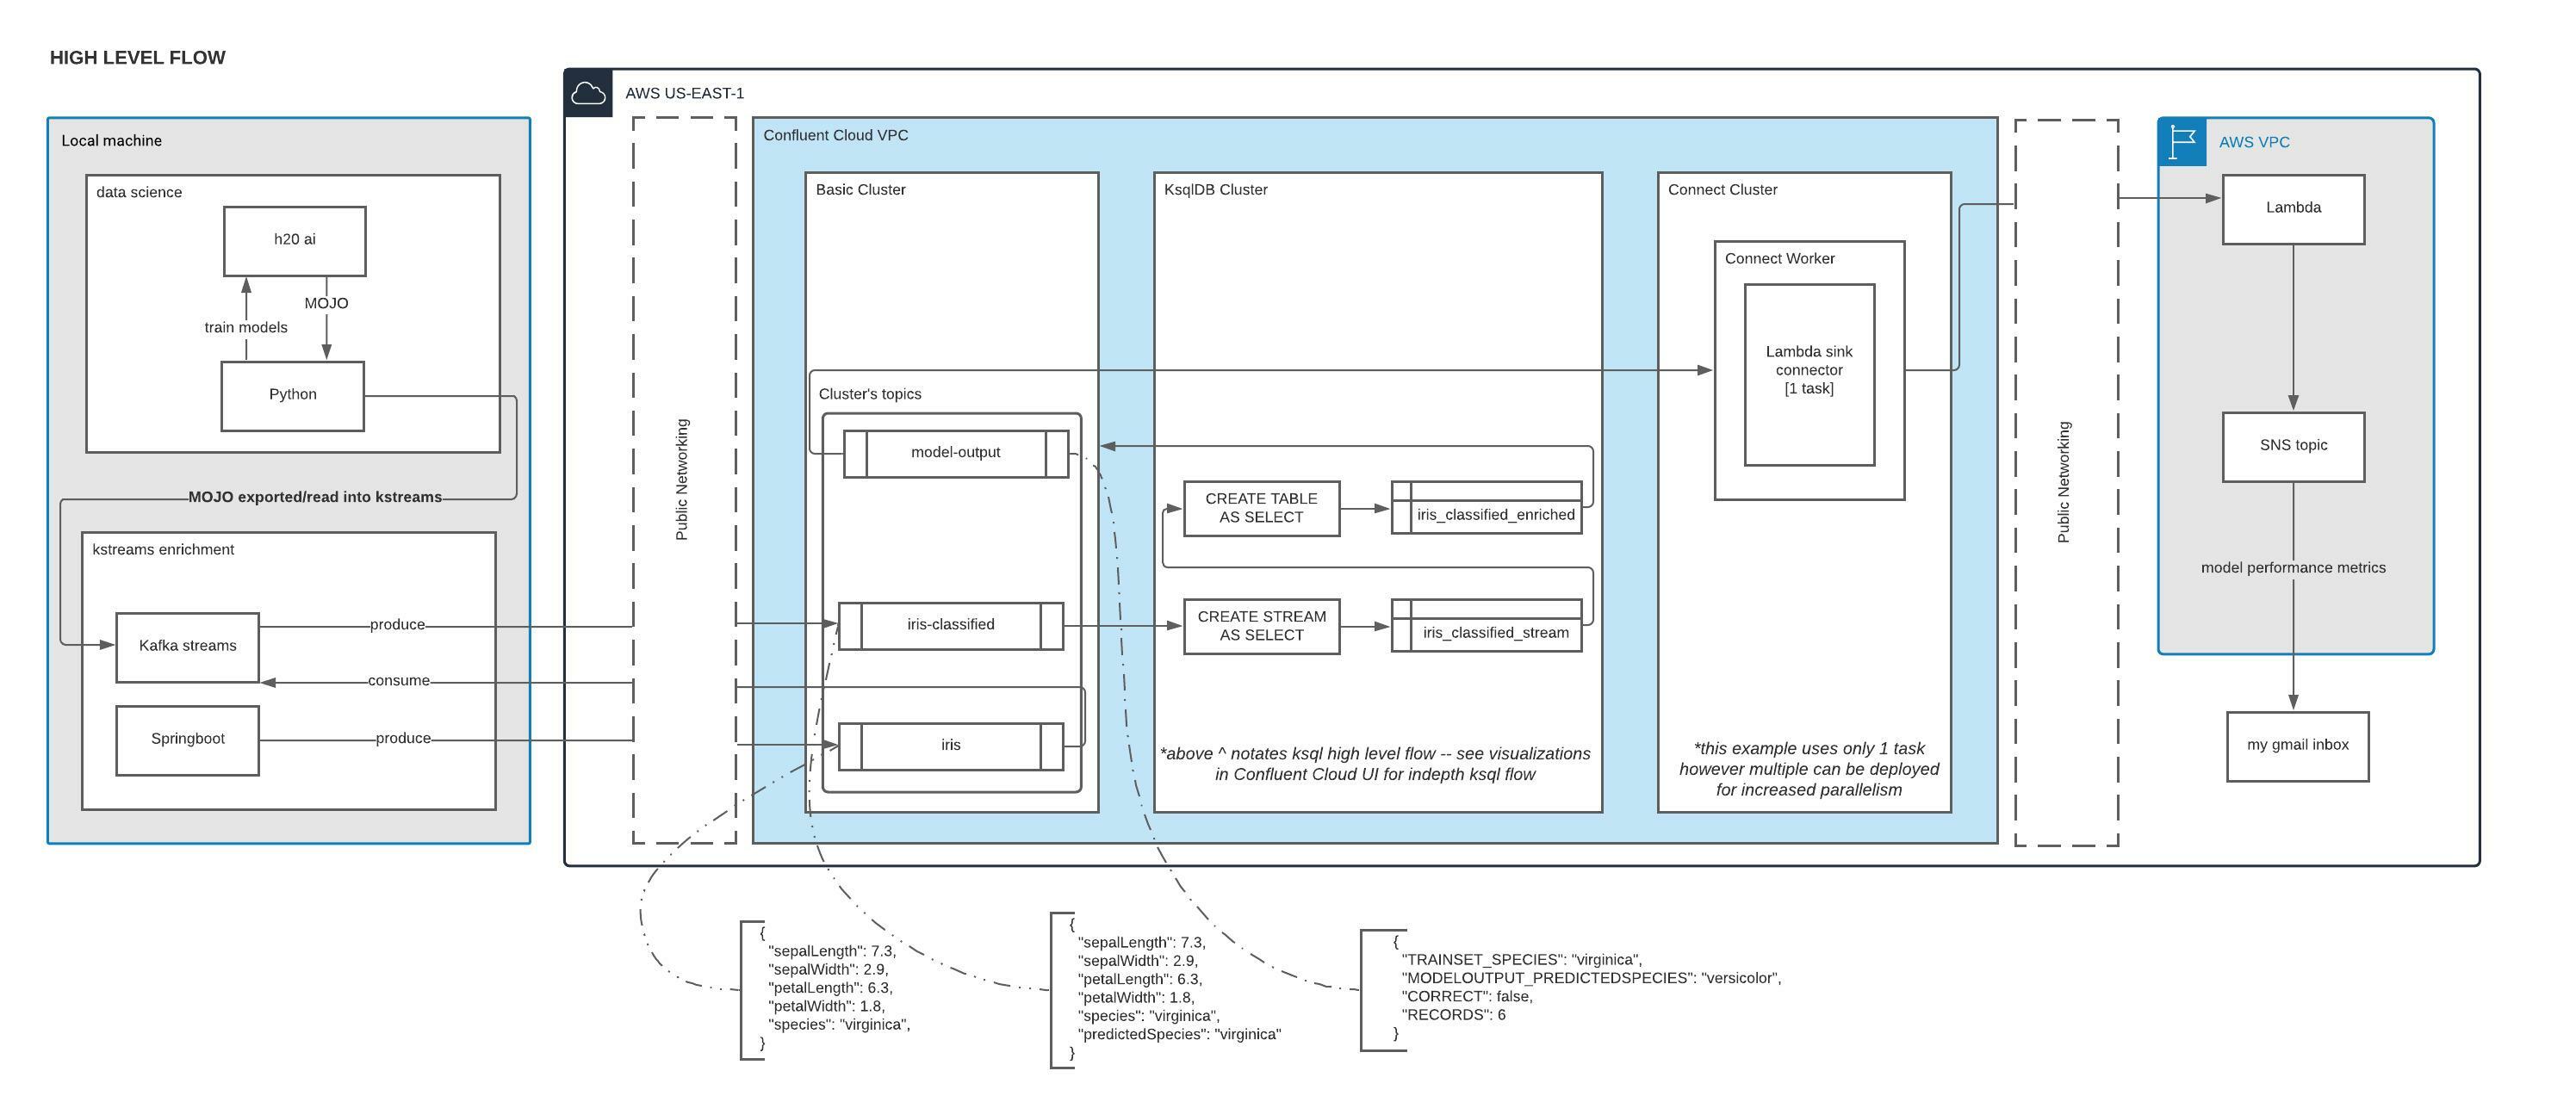 HIGH LEVEL FLOW
AWS US-EAST-1
Local machine
data science
h20 ai
MOJO
train models
Python
MOJO exported/read into kstreams
kstreams enrichment
Kafka streams
produce
consume
Springboot
produce
Public Networking
Confluent Cloud VPC
Basic Cluster
Cluster's topics
model-output
iris-classified
iris
KsqlDB Cluster
CREATE TABLE
AS SELECT
iris_classified_enriched
CREATE STREAM
AS SELECT
iris_classified_stream
*above ^ notates ksql high level flow -- see visualizations
in Confluent Cloud UI for indepth ksql flow
Connect Cluster
Connect Worker
Lambda sink
connector
[1 task]
*this example uses only 1 task
however multiple can be deployed
for increased parallelism
Public Networking
AWS VPC
Lambda
SNS topic
model performance metrics
my gmail inbox
{
"sepalLength": 7.3,
"sepalWidth": 2.9,
"petalLength": 6.3,
"petalWidth": 1.8,
"species": "virginica",
}
{
"sepalLength": 7.3,
"sepalWidth": 2.9,
"petalLength": 6.3,
"petalWidth": 1.8,
"species": "virginica",
"predictedSpecies": "virginica"
}
{
"TRAINSET_SPECIES": "virginica",
"MODELOUTPUT_PREDICTEDSPECIES": "versicolor",
"CORRECT": false,
"RECORDS": 6
}